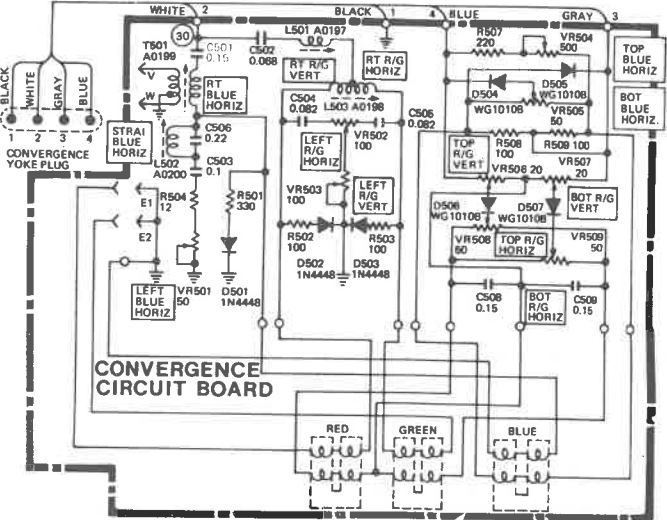 WHITE 2
BLACK 1
4 BLUE
GRAY 3
30
T501
A0199
C501
0.15
C502
0.068
L501 A0197
RT R/G
VERT
RT R/G
HORIZ
R507
220
VR504
500
TOP
BLUE
HORIZ
BLACK
WHITE
GRAY
BLUE
1 2 3 4
CONVERGENCE
YOKE PLUG
V
W
RT
BLUE
HORIZ
C504
0.082
L503 A0198
C505
0.082
D504
WG10108
D505
WG10108
VR505
50
BOT
BLUE
HORIZ.
STRAI
BLUE
HORIZ
L502
A0200
C506
0.22
C503
0.1
LEFT
R/G
HORIZ
VR502
100
TOP
R/G
VERT
R508
100
R509 100
VR507
20
VR508 20
E1
E2
R504
12
R501
330
VR503
100
LEFT
R/G
VERT
D506
WG10108
D507
WG10108
BOT R/G
VERT
R502
100
R503
100
VR508
50
TOP R/G
HORIZ
VR509
50
LEFT
BLUE
HORIZ
VR501
50
D501
1N4448
D502
1N4448
D503
1N4448
C508
0.15
BOT
R/G
HORIZ
C509
0.15
CONVERGENCE
CIRCUIT BOARD
RED
GREEN
BLUE